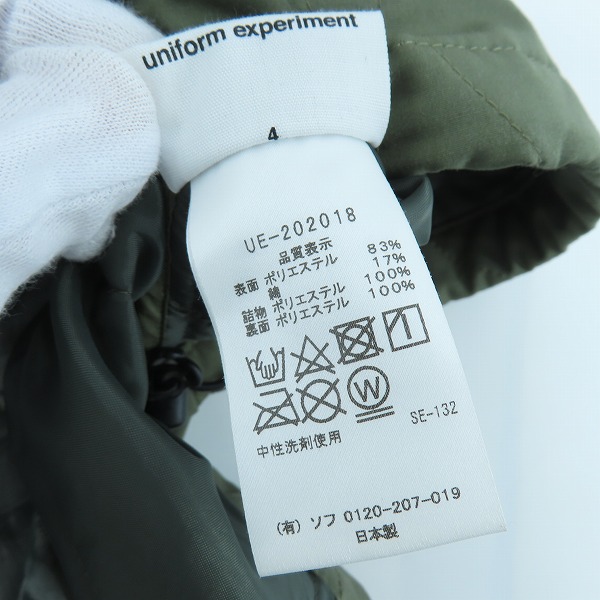 uniform experiment
4
UE-202018
品質表示
表面 ポリエステル 83%
綿 17%
詰物 ポリエステル 100%
裏面 ポリエステル 100%
W
SE-132
中性洗剤使用
(有) ソフ 0120-207-019
日本製